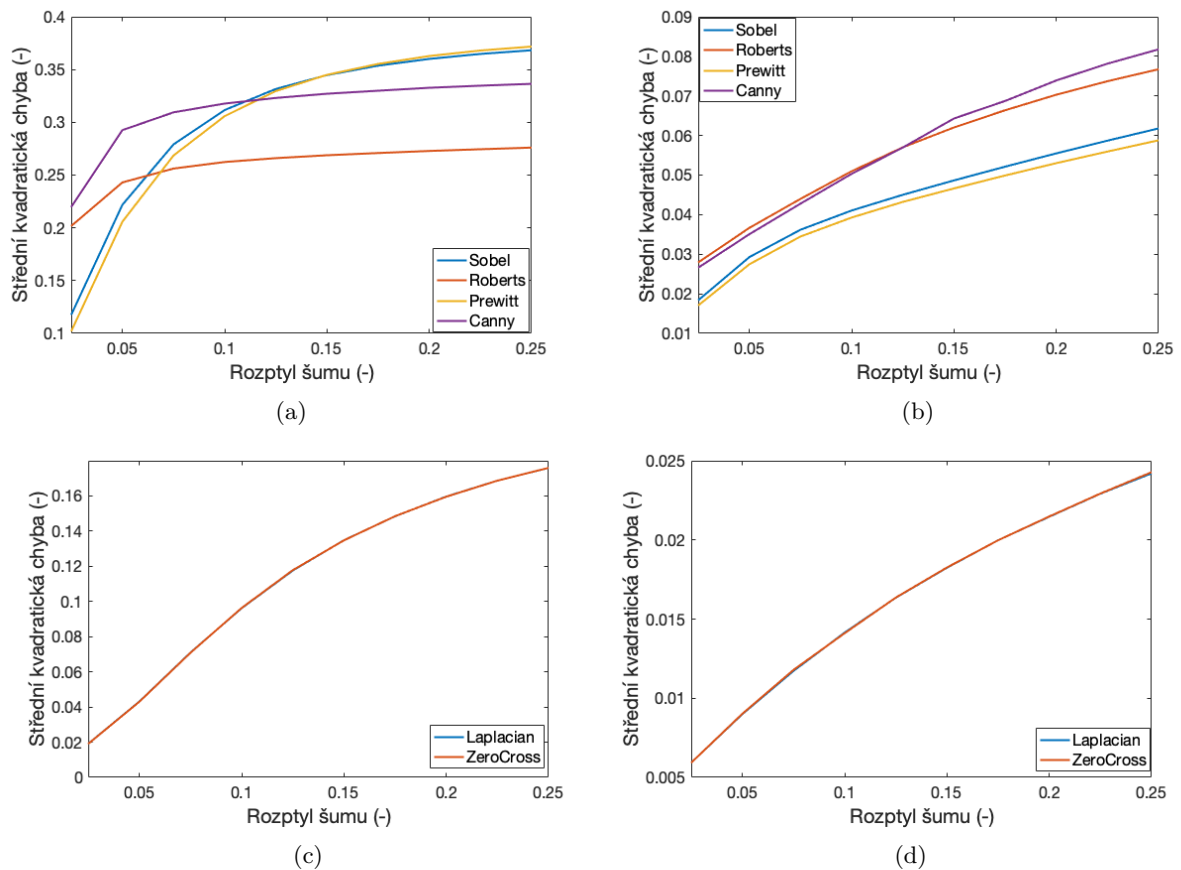 0.4
0.35
0.3
0.25
0.2
0.15
0.1
Střední kvadratická chyba (-)
Sobel
Roberts
Prewitt
Canny
0.05
0.1
0.15
0.2
0.25
Rozptyl šumu (-)
(a)
0.09
0.08
0.07
0.06
0.05
0.04
0.03
0.02
0.01
Střední kvadratická chyba (-)
Sobel
Roberts
Prewitt
Canny
0.05
0.1
0.15
0.2
0.25
Rozptyl šumu (-)
(b)
0.16
0.14
0.12
0.1
0.08
0.06
0.04
0.02
0
Střední kvadratická chyba (-)
Laplacian
ZeroCross
0.05
0.1
0.15
0.2
0.25
Rozptyl šumu (-)
(c)
0.025
0.02
0.015
0.01
0.005
Střední kvadratická chyba (-)
Laplacian
ZeroCross
0.05
0.1
0.15
0.2
0.25
Rozptyl šumu (-)
(d)